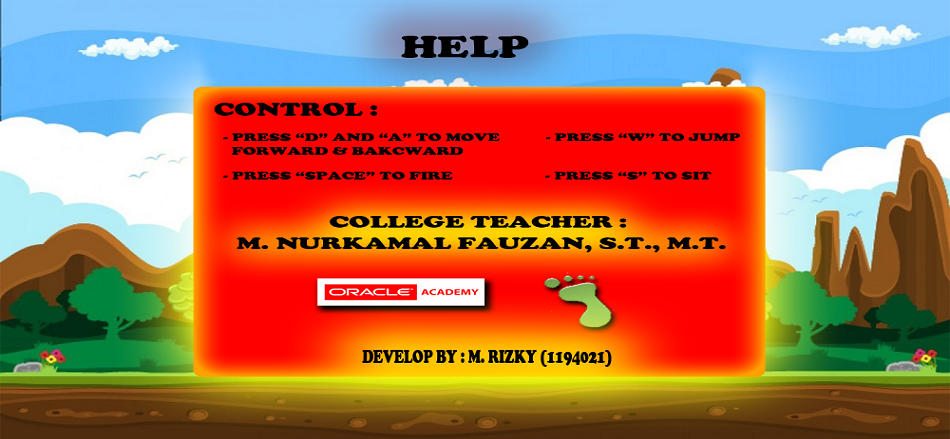 HELP
CONTROL :
- PRESS “D” AND “A” TO MOVE
FORWARD & BAKCWARD
- PRESS “W” TO JUMP
- PRESS “SPACE” TO FIRE
- PRESS “S” TO SIT
COLLEGE TEACHER :
M. NURKAMAL FAUZAN, S.T., M.T.
ORACLE ACADEMY
DEVELOP BY : M. RIZKY (1194021)